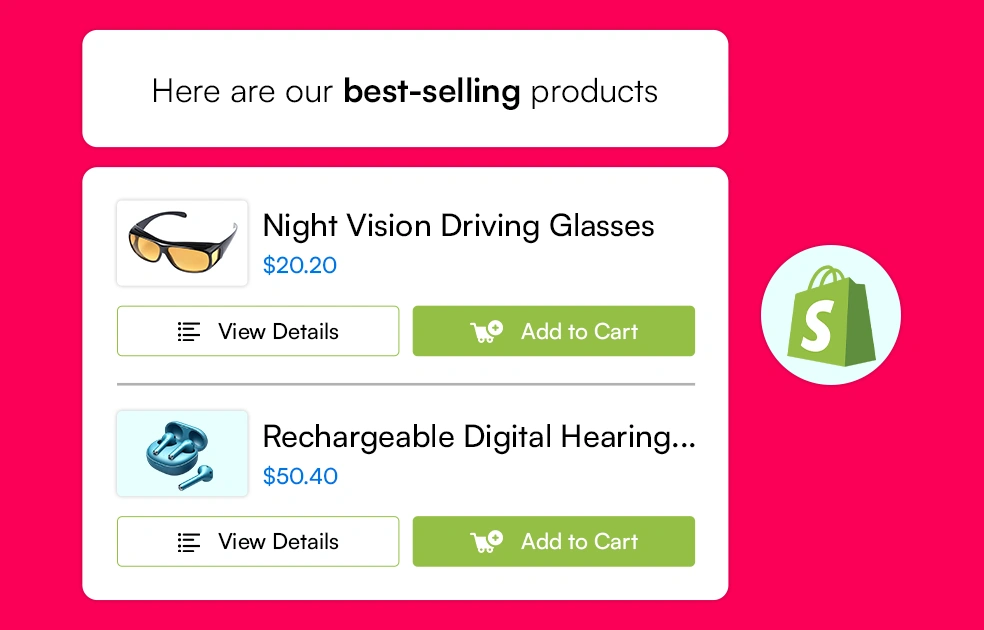 Here are our best-selling products
Night Vision Driving Glasses
$20.20
View Details
Add to Cart
Rechargeable Digital Hearing...
$50.40
View Details
Add to Cart
S